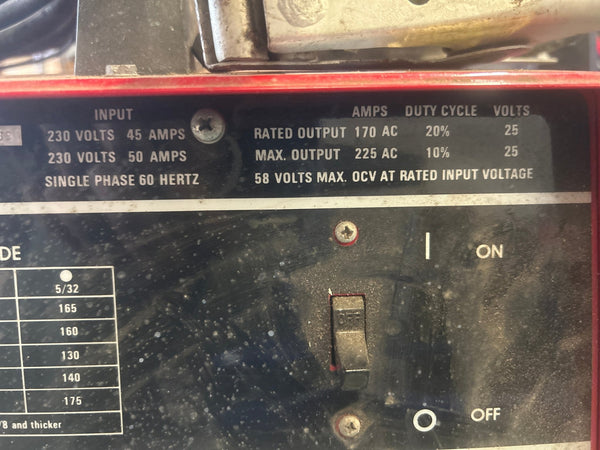 INPUT
AMPS DUTY CYCLE VOLTS
230 VOLTS 45 AMPS
RATED OUTPUT 170 AC 20% 25
230 VOLTS 50 AMPS
MAX. OUTPUT 225 AC 10% 25
SINGLE PHASE 60 HERTZ
58 VOLTS MAX. OCV AT RATED INPUT VOLTAGE
DE
ON
5/32
165
OFF
160
130
140
175
OFF
/8 and thicker